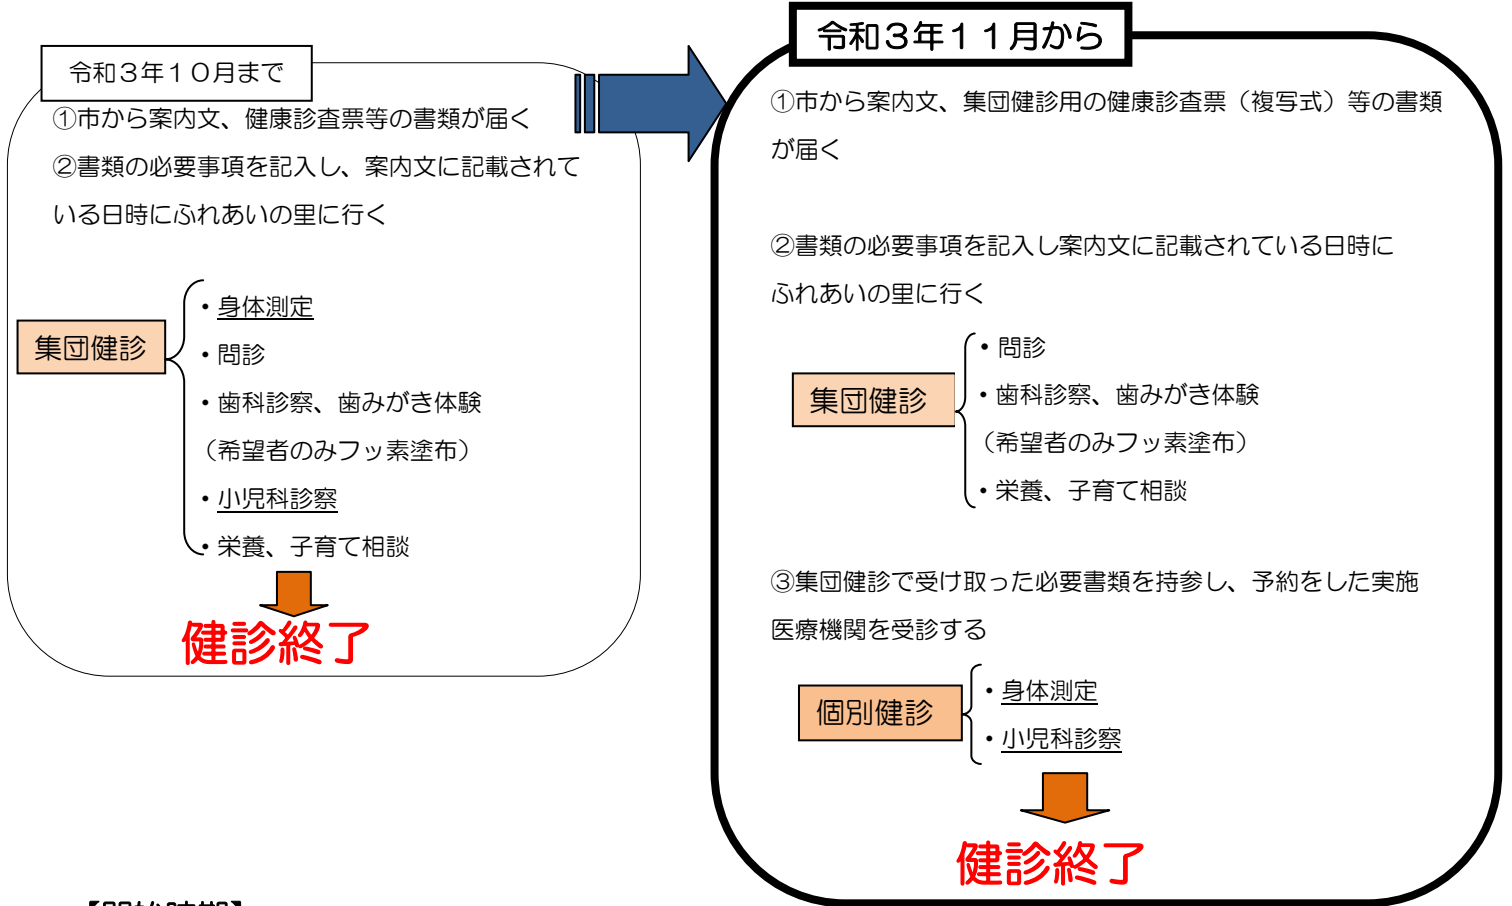 令和３年１０月まで
①市から案内文、健康診査票等の書類が届く
②書類の必要事項を記入し、案内文に記載されて
いる日時にふれあいの里に行く
集団健診
・身体測定
・問診
・歯科診察、歯みがき体験
（希望者のみフッ素塗布）
・小児科診察
・栄養、子育て相談
健診終了
令和３年１１月から
①市から案内文、集団健診用の健康診査票（複写式）等の書類
が届く
②書類の必要事項を記入し案内文に記載されている日時に
ふれあいの里に行く
集団健診
・問診
・歯科診察、歯みがき体験
（希望者のみフッ素塗布）
・栄養、子育て相談
③集団健診で受け取った必要書類を持参し、予約をした実施
医療機関を受診する
個別健診
・身体測定
・小児科診察
健診終了